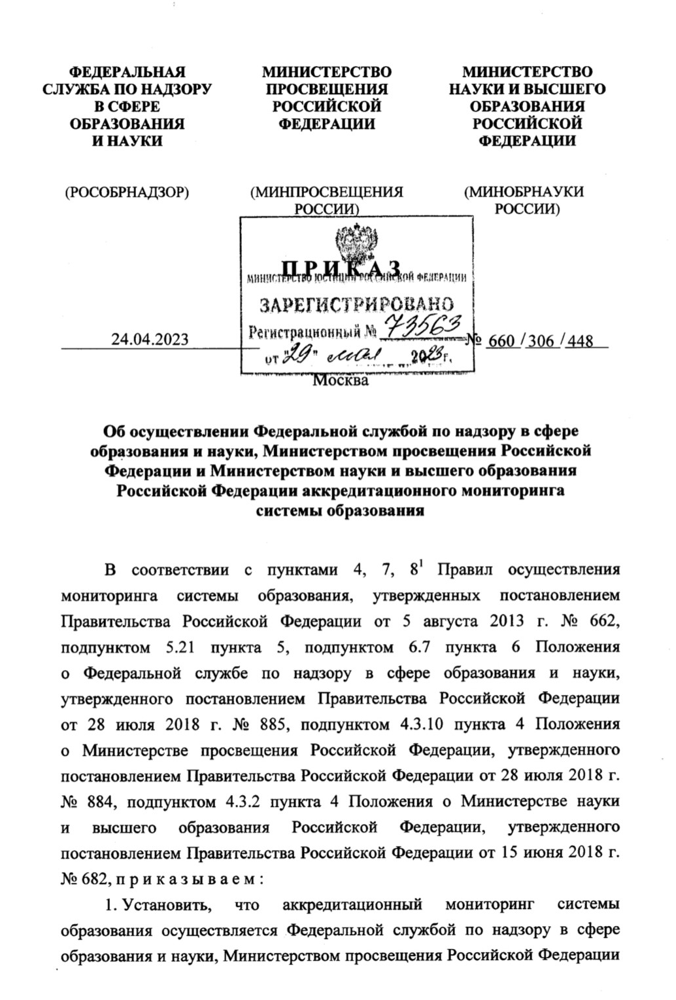 ФЕДЕРАЛЬНАЯ
СЛУЖБА ПО НАДЗОРУ
В СФЕРЕ
ОБРАЗОВАНИЯ
И НАУКИ
(РОСОБРНАДЗОР)
МИНИСТЕРСТВО
ПРОСВЕЩЕНИЯ
РОССИЙСКОЙ
ФЕДЕРАЦИИ
(МИНПРОСВЕЩЕНИЯ
РОССИИ)
МИНИСТЕРСТВО
НАУКИ И ВЫСШЕГО
ОБРАЗОВАНИЯ
РОССИЙСКОЙ
ФЕДЕРАЦИИ
(МИНОБРНАУКИ
РОССИИ)
П Р И К А З
МИНИСТЕРСТВО ЮСТИЦИИ РОССИЙСКОЙ ФЕДЕРАЦИИ
ЗАРЕГИСТРИРОВАНО
Регистрационный № 73563
от "29" мая 2023г.
24.04.2023
№ 660 / 306 / 448
Москва
Об осуществлении Федеральной службой по надзору в сфере
образования и науки, Министерством просвещения Российской
Федерации и Министерством науки и высшего образования
Российской Федерации аккредитационного мониторинга
системы образования
В соответствии с пунктами 4, 7, 8¹ Правил осуществления
мониторинга системы образования, утвержденных постановлением
Правительства Российской Федерации от 5 августа 2013 г. № 662,
подпунктом 5.21 пункта 5, подпунктом 6.7 пункта 6 Положения
о Федеральной службе по надзору в сфере образования и науки,
утвержденного постановлением Правительства Российской Федерации
от 28 июля 2018 г. № 885, подпунктом 4.3.10 пункта 4 Положения
о Министерстве просвещения Российской Федерации, утвержденного
постановлением Правительства Российской Федерации от 28 июля 2018 г.
№ 884, подпунктом 4.3.2 пункта 4 Положения о Министерстве науки
и высшего образования Российской Федерации, утвержденного
постановлением Правительства Российской Федерации от 15 июня 2018 г.
№ 682, п р и к а з ы в а е м :
1. Установить, что аккредитационный мониторинг системы
образования осуществляется Федеральной службой по надзору в сфере
образования и науки, Министерством просвещения Российской Федерации